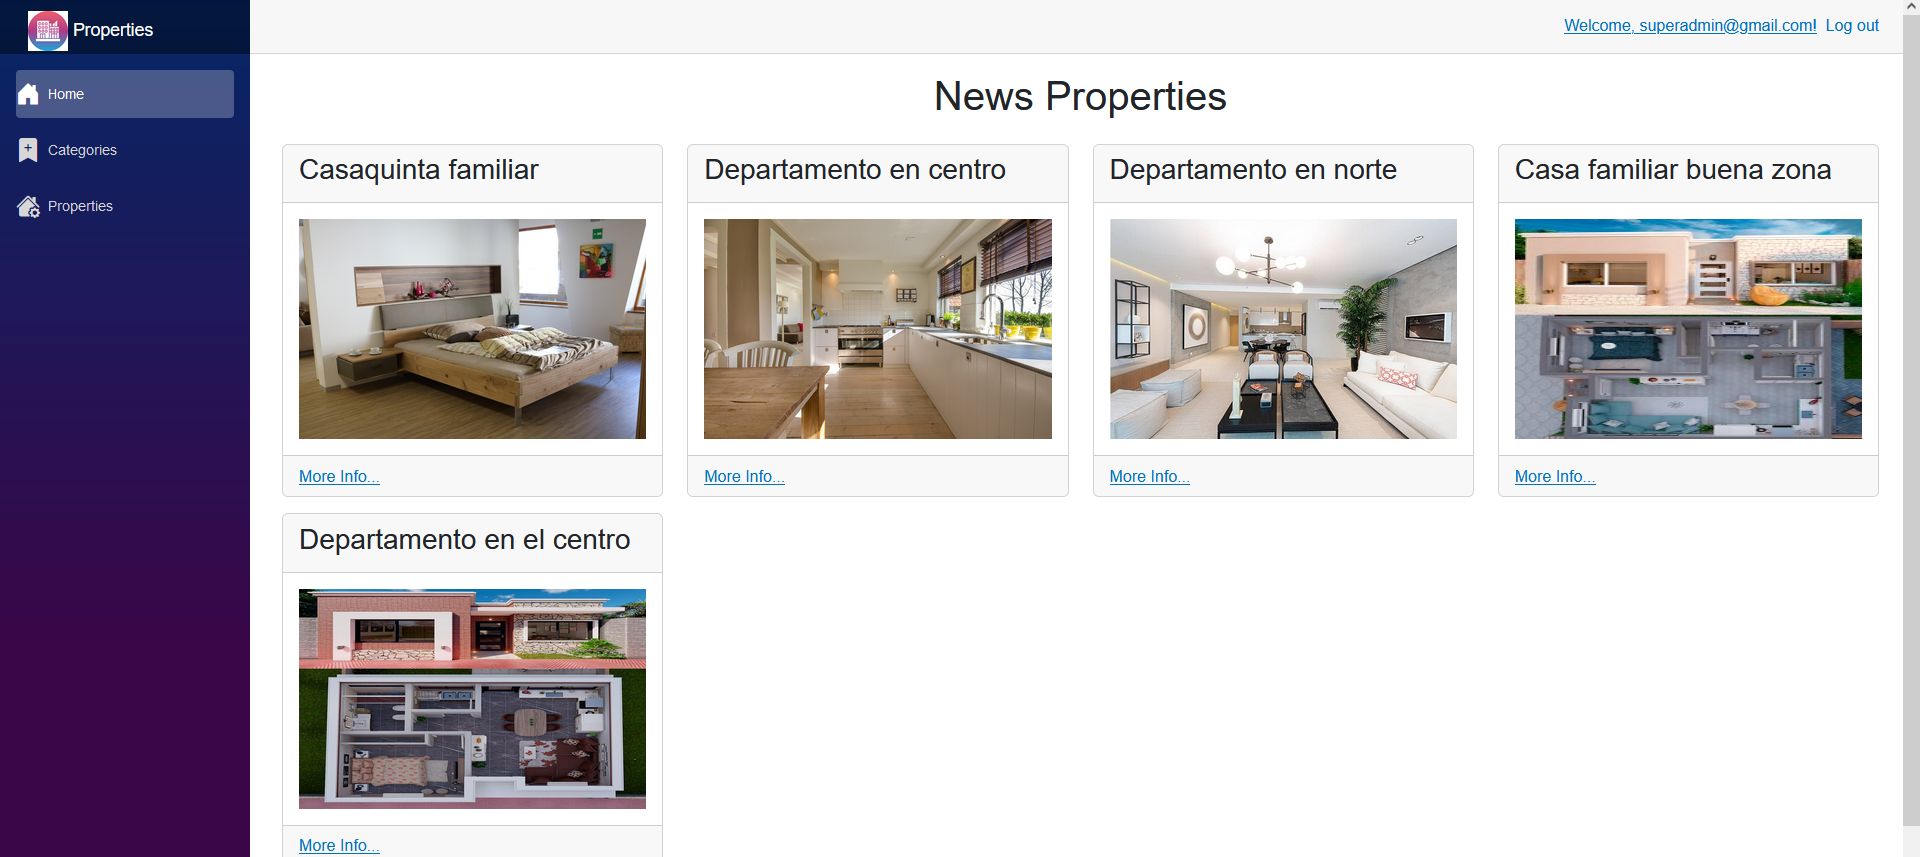 Properties
Welcome, superadmin@gmail.com! Log out
Home
Categories
Properties
News Properties
Casaquinta familiar
Departamento en centro
Departamento en norte
Casa familiar buena zona
More Info...
More Info...
More Info...
More Info...
Departamento en el centro
More Info...